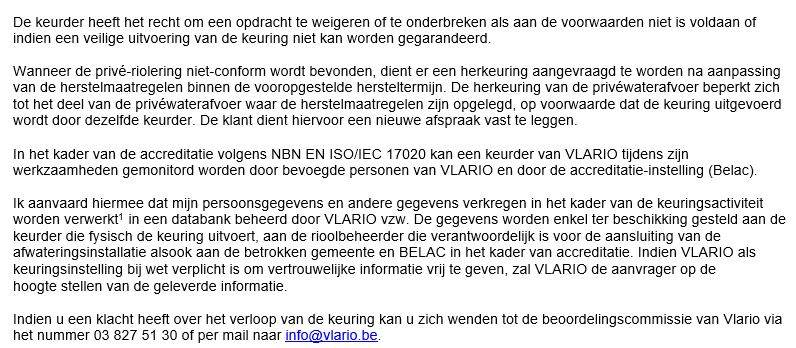 De keurder heeft het recht om een opdracht te weigeren of te onderbreken als aan de voorwaarden niet is voldaan of
indien een veilige uitvoering van de keuring niet kan worden gegarandeerd.
Wanneer de privé-riolering niet-conform wordt bevonden, dient er een herkeuring aangevraagd te worden na aanpassing
van de herstelmaatregelen binnen de vooropgestelde hersteltermijn. De herkeuring van de privéwaterafvoer beperkt zich
tot het deel van de privéwaterafvoer waar de herstelmaatregelen zijn opgelegd, op voorwaarde dat de keuring uitgevoerd
wordt door dezelfde keurder. De klant dient hiervoor een nieuwe afspraak vast te leggen.
In het kader van de accreditatie volgens NBN EN ISO/IEC 17020 kan een keurder van VLARIO tijdens zijn
werkzaamheden gemonitord worden door bevoegde personen van VLARIO en door de accreditatie-instelling (Belac).
Ik aanvaard hiermee dat mijn persoonsgegevens en andere gegevens verkregen in het kader van de keuringsactiviteit
worden verwerkt¹ in een databank beheerd door VLARIO vzw. De gegevens worden enkel ter beschikking gesteld aan de
keurder die fysisch de keuring uitvoert, aan de rioolbeheerder die verantwoordelijk is voor de aansluiting van de
afwateringsinstallatie alsook aan de betrokken gemeente en BELAC in het kader van accreditatie. Indien VLARIO als
keuringsinstelling bij wet verplicht is om vertrouwelijke informatie vrij te geven, zal VLARIO de aanvrager op de
hoogte stellen van de geleverde informatie.
Indien u een klacht heeft over het verloop van de keuring kan u zich wenden tot de beoordelingscommissie van Vlario via
het nummer 03 827 51 30 of per mail naar info@vlario.be.